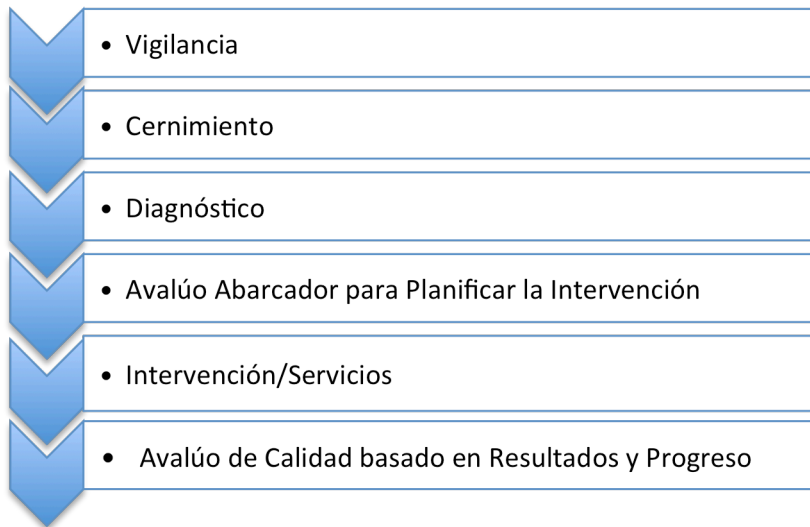 • Vigilancia
• Cernimiento
• Diagnóstico
• Avalúo Abarcador para Planificar la Intervención
• Intervención/Servicios
• Avalúo de Calidad basado en Resultados y Progreso